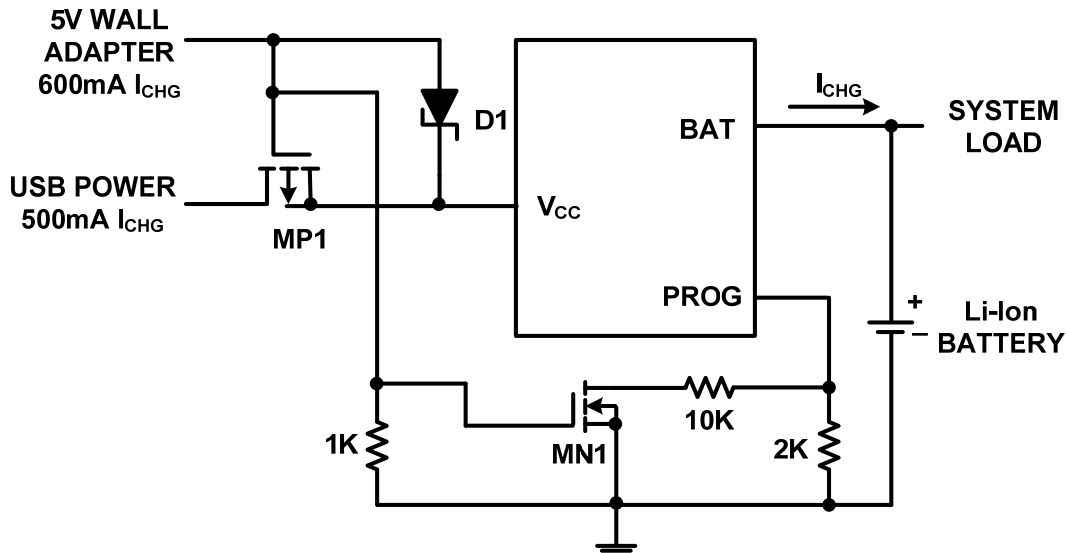 5V WALL
ADAPTER
600mA ICHG
USB POWER
500mA ICHG
MP1
D1
VCC
BAT
PROG
ICHG
SYSTEM
LOAD
+
–
Li-Ion
BATTERY
1K
MN1
10K
2K